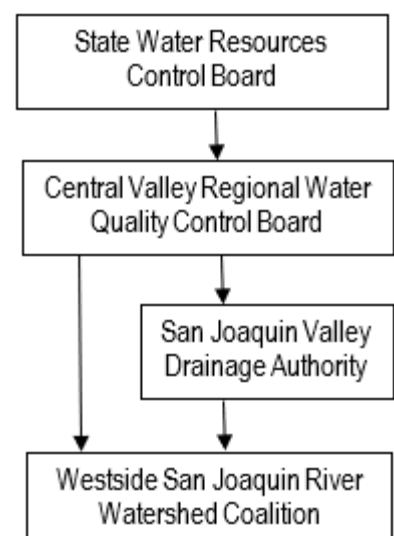 State Water Resources
Control Board
Central Valley Regional Water
Quality Control Board
San Joaquin Valley
Drainage Authority
Westside San Joaquin River
Watershed Coalition